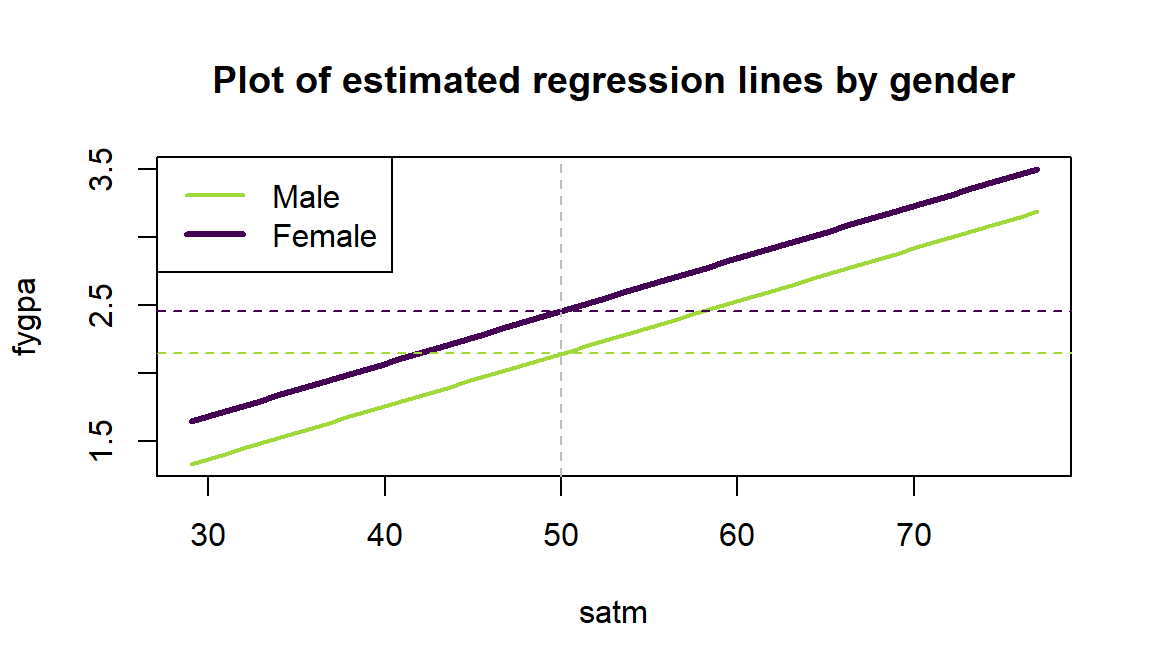 Plot of estimated regression lines by gender
Male
Female
3.5
2.5
1.5
fygpa
30 40 50 60 70
satm